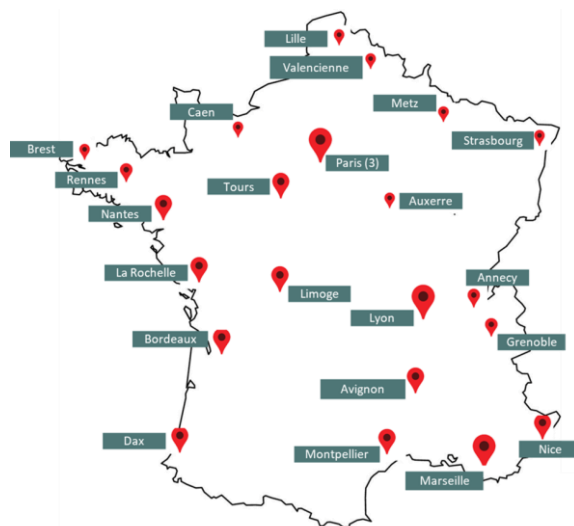 Lille
Valencienne
Metz
Caen
Strasbourg
Brest
Paris (3)
Rennes
Tours
Auxerre
Nantes
La Rochelle
Annecy
Limoge
Lyon
Bordeaux
Grenoble
Avignon
Dax
Montpellier
Nice
Marseille